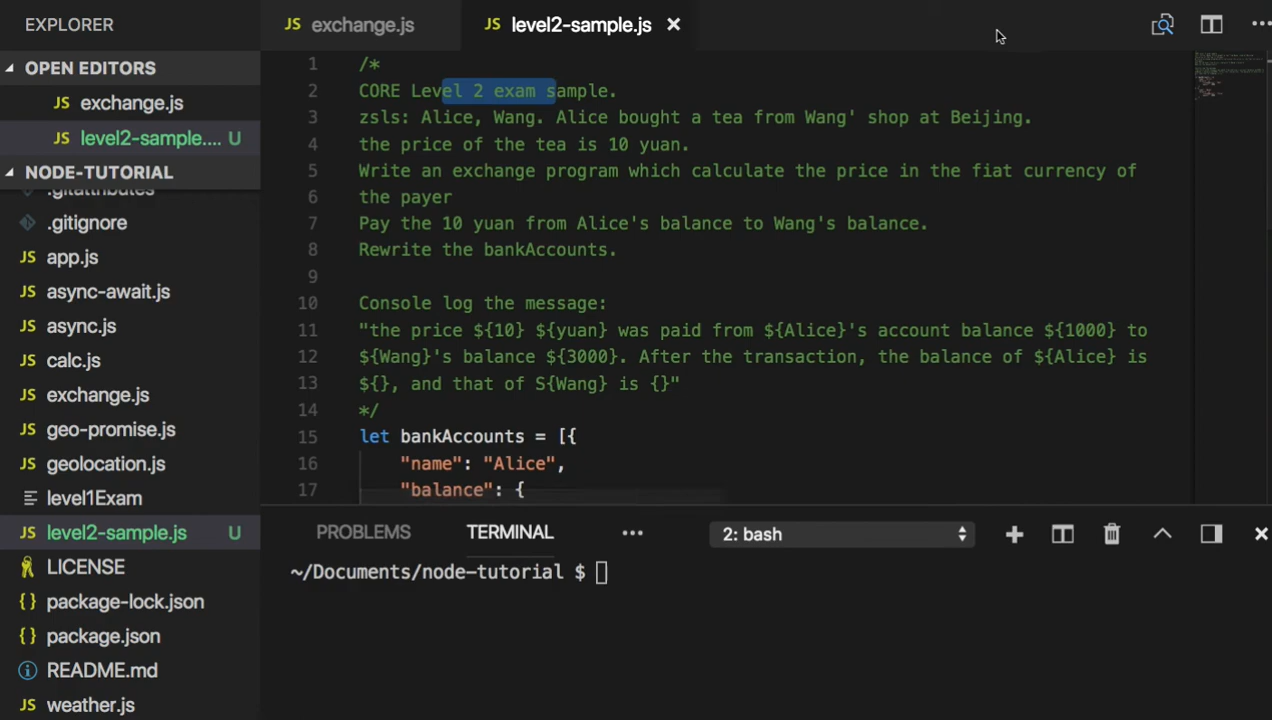 EXPLORER
OPEN EDITORS
JS exchange.js
JS level2-sample.... U
NODE-TUTORIAL
.gitattributes
.gitignore
JS app.js
JS async-await.js
JS async.js
JS calc.js
JS exchange.js
JS geo-promise.js
JS geolocation.js
level1Exam
JS level2-sample.js U
LICENSE
{} package-lock.json
{} package.json
README.md
JS weather.js
JS exchange.js JS level2-sample.js ×
1 /*
2 CORE Level 2 exam sample.
3 zsls: Alice, Wang. Alice bought a tea from Wang' shop at Beijing.
4 the price of the tea is 10 yuan.
5 Write an exchange program which calculate the price in the fiat currency of
6 the payer
7 Pay the 10 yuan from Alice's balance to Wang's balance.
8 Rewrite the bankAccounts.
9
10 Console log the message:
11 "the price ${10} ${yuan} was paid from ${Alice}'s account balance ${1000} to
12 ${Wang}'s balance ${3000}. After the transaction, the balance of ${Alice} is
13 ${}, and that of S{Wang} is {}"
14 */
15 let bankAccounts = [{
16 "name": "Alice",
17 "balance": {
PROBLEMS TERMINAL ... 2: bash
~/Documents/node-tutorial $